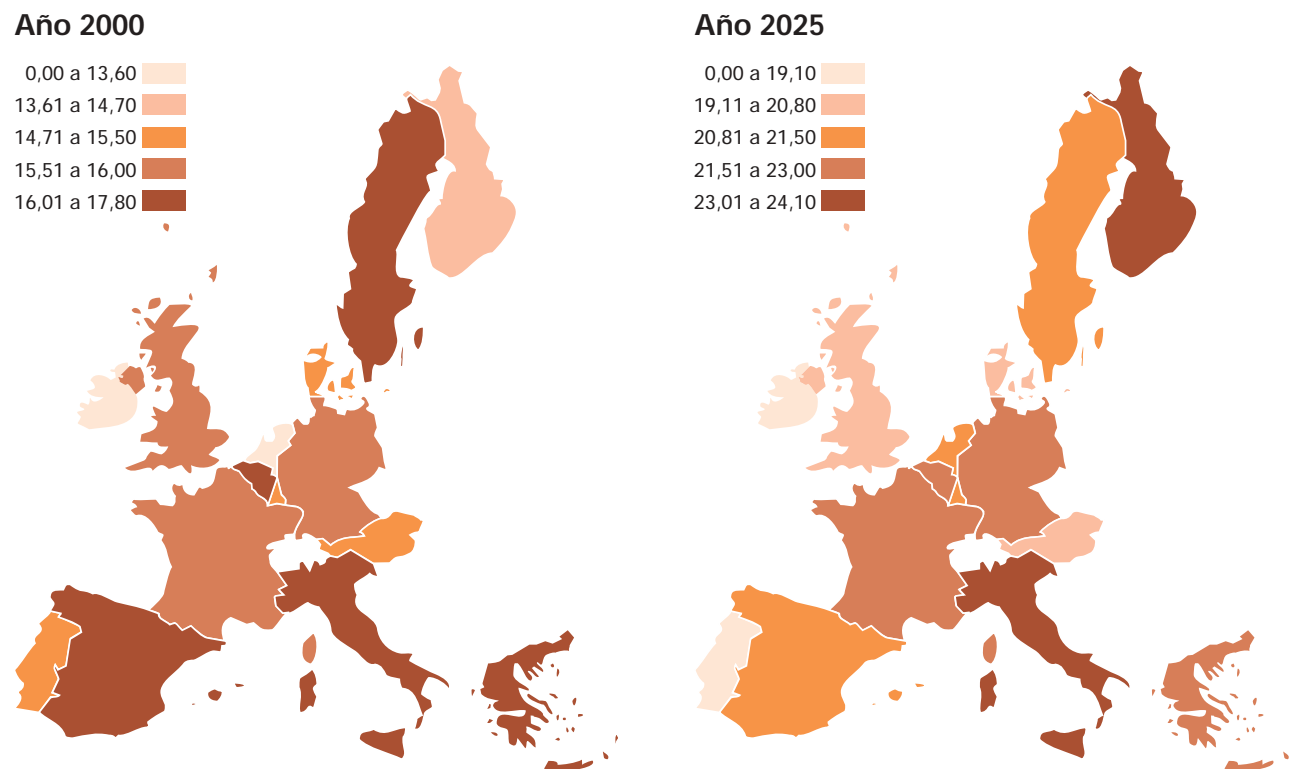 Año 2000
0,00 a 13,60
13,61 a 14,70
14,71 a 15,50
15,51 a 16,00
16,01 a 17,80
Año 2025
0,00 a 19,10
19,11 a 20,80
20,81 a 21,50
21,51 a 23,00
23,01 a 24,10